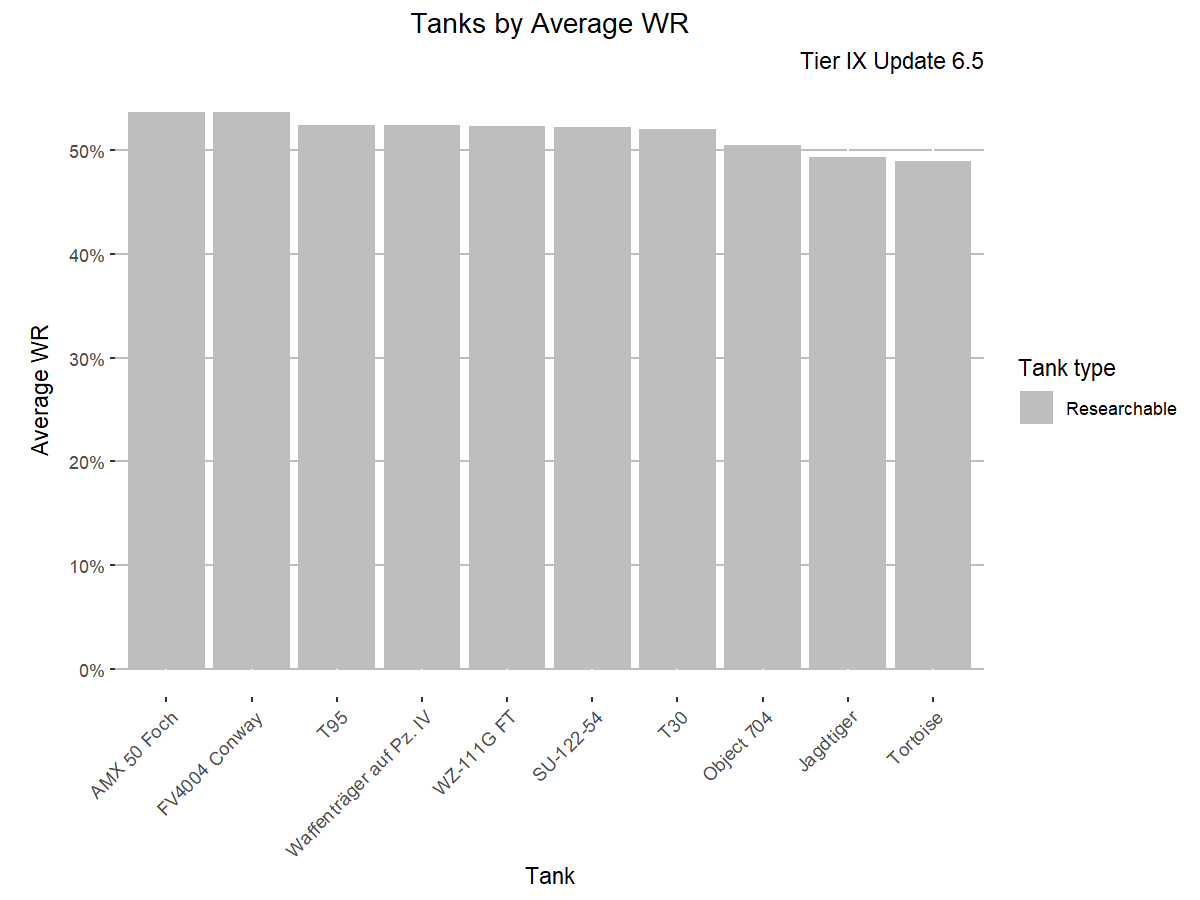 Tanks by Average WR
Tier IX Update 6.5
Average WR
50%
40%
30%
20%
10%
0%
AMX 50 Foch
FV4004 Conway
T95
Waffenträger auf Pz. IV
WZ-111G FT
SU-122-54
T30
Object 704
Jagdtiger
Tortoise
Tank
Tank type
Researchable